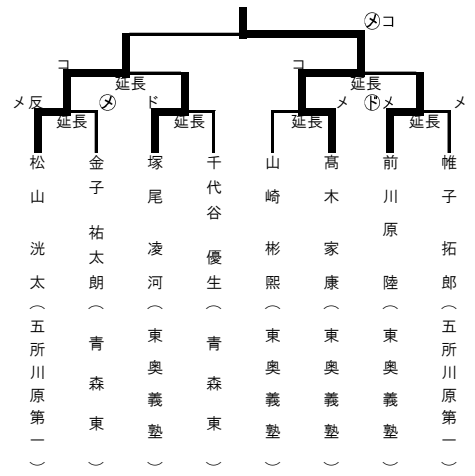 ㋱コ
コ
延長
コ
延長
メ反
延長
㋱
ド
延長
延長
メ
㋣゙メ
延長
メ
松山 洸太（五所川原第一）
金子 祐太朗（青森東）
塚尾 凌河（東奥義塾）
千代谷 優生（青森東）
山崎 彬熙（東奥義塾）
髙木 家康（東奥義塾）
前川原 陸（東奥義塾）
帷子 拓郎（五所川原第一）